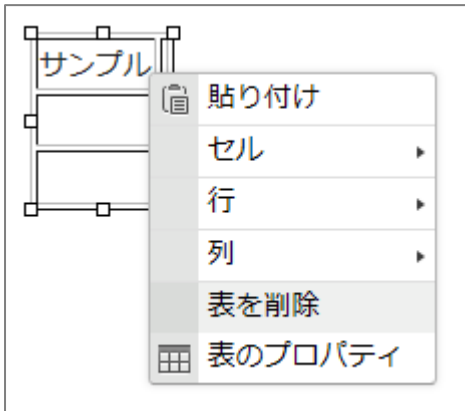 サンプル
貼り付け
セル
行
列
表を削除
表のプロパティ